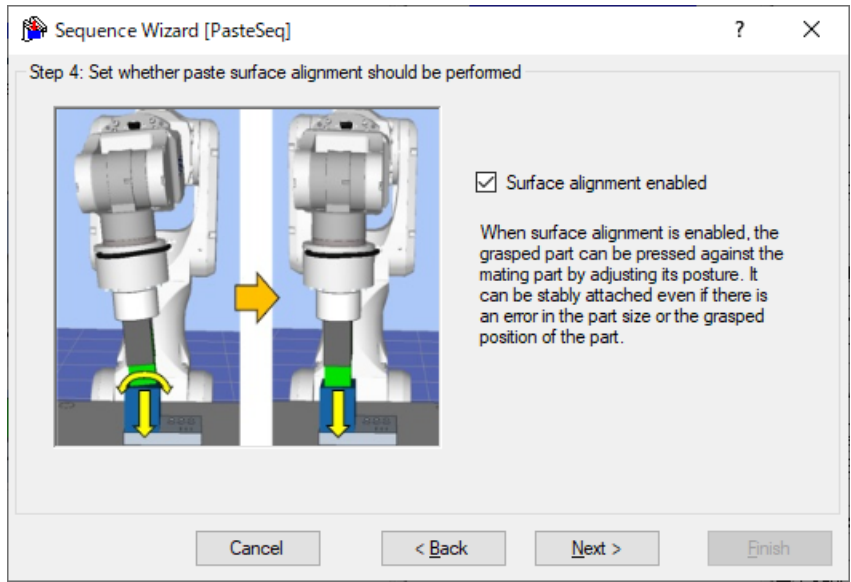 Sequence Wizard [PasteSeq]
?
Step 4: Set whether paste surface alignment should be performed
Surface alignment enabled
When surface alignment is enabled, the
grasped part can be pressed against the
mating part by adjusting its posture. It
can be stably attached even if there is
an error in the part size or the grasped
position of the part.
Cancel
< Back
Next >
Finish